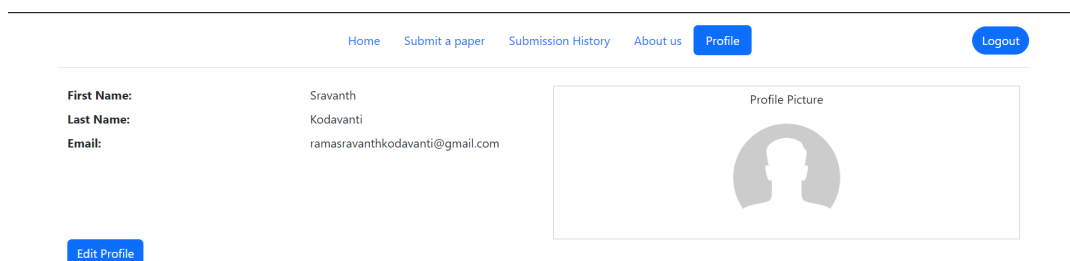 Home Submit a paper Submission History About us Profile Logout
First Name: Sravanth
Last Name: Kodavanti
Email: ramasravanthkodavanti@gmail.com
Profile Picture
Edit Profile